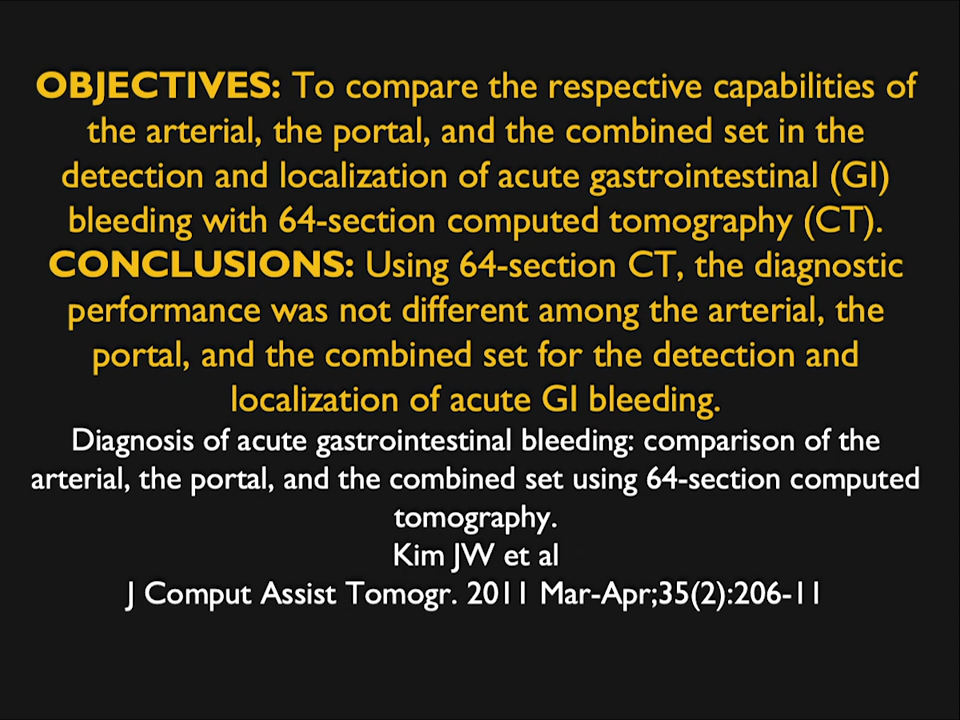 OBJECTIVES: To compare the respective capabilities of
the arterial, the portal, and the combined set in the
detection and localization of acute gastrointestinal (GI)
bleeding with 64-section computed tomography (CT).
CONCLUSIONS: Using 64-section CT, the diagnostic
performance was not different among the arterial, the
portal, and the combined set for the detection and
localization of acute GI bleeding.
Diagnosis of acute gastrointestinal bleeding: comparison of the
arterial, the portal, and the combined set using 64-section computed
tomography.
Kim JW et al
J Comput Assist Tomogr. 2011 Mar-Apr;35(2):206-11